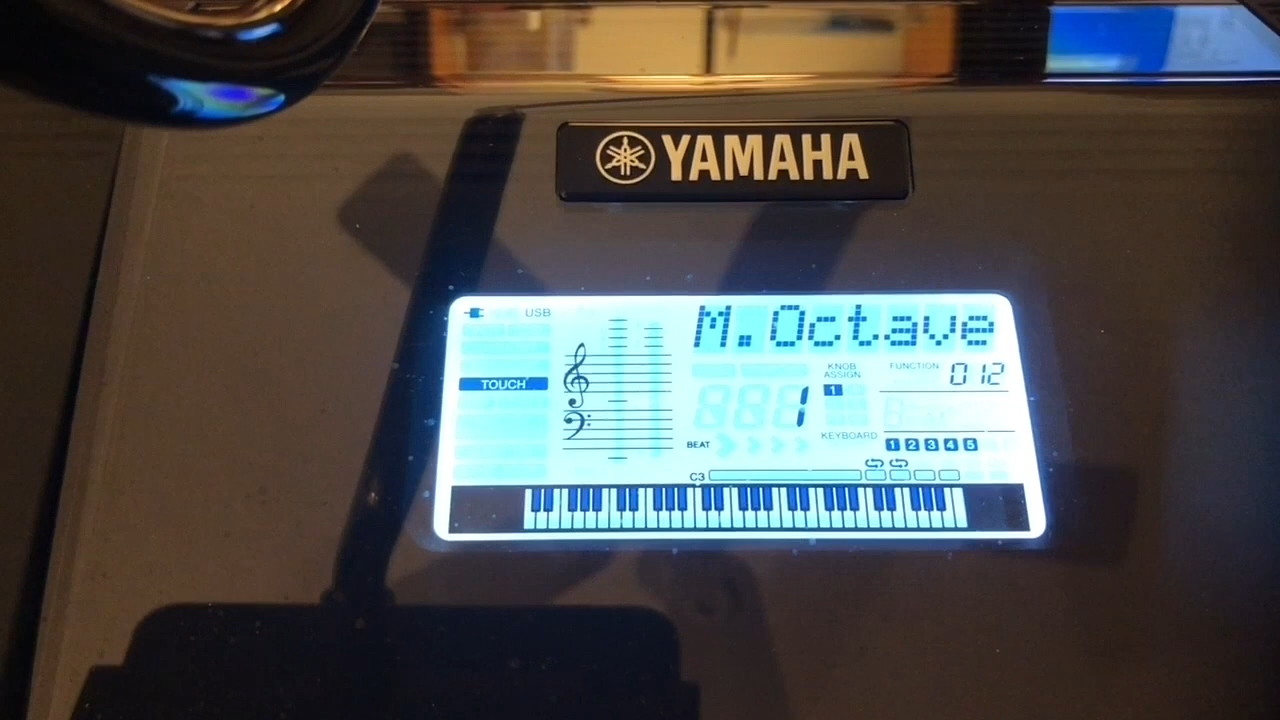 YAMAHA
USB
M.Octave
TOUCH
KNOB
ASSIGN
1
FUNCTION
012
1
BEAT
KEYBOARD
1 2 3 4 5
C3